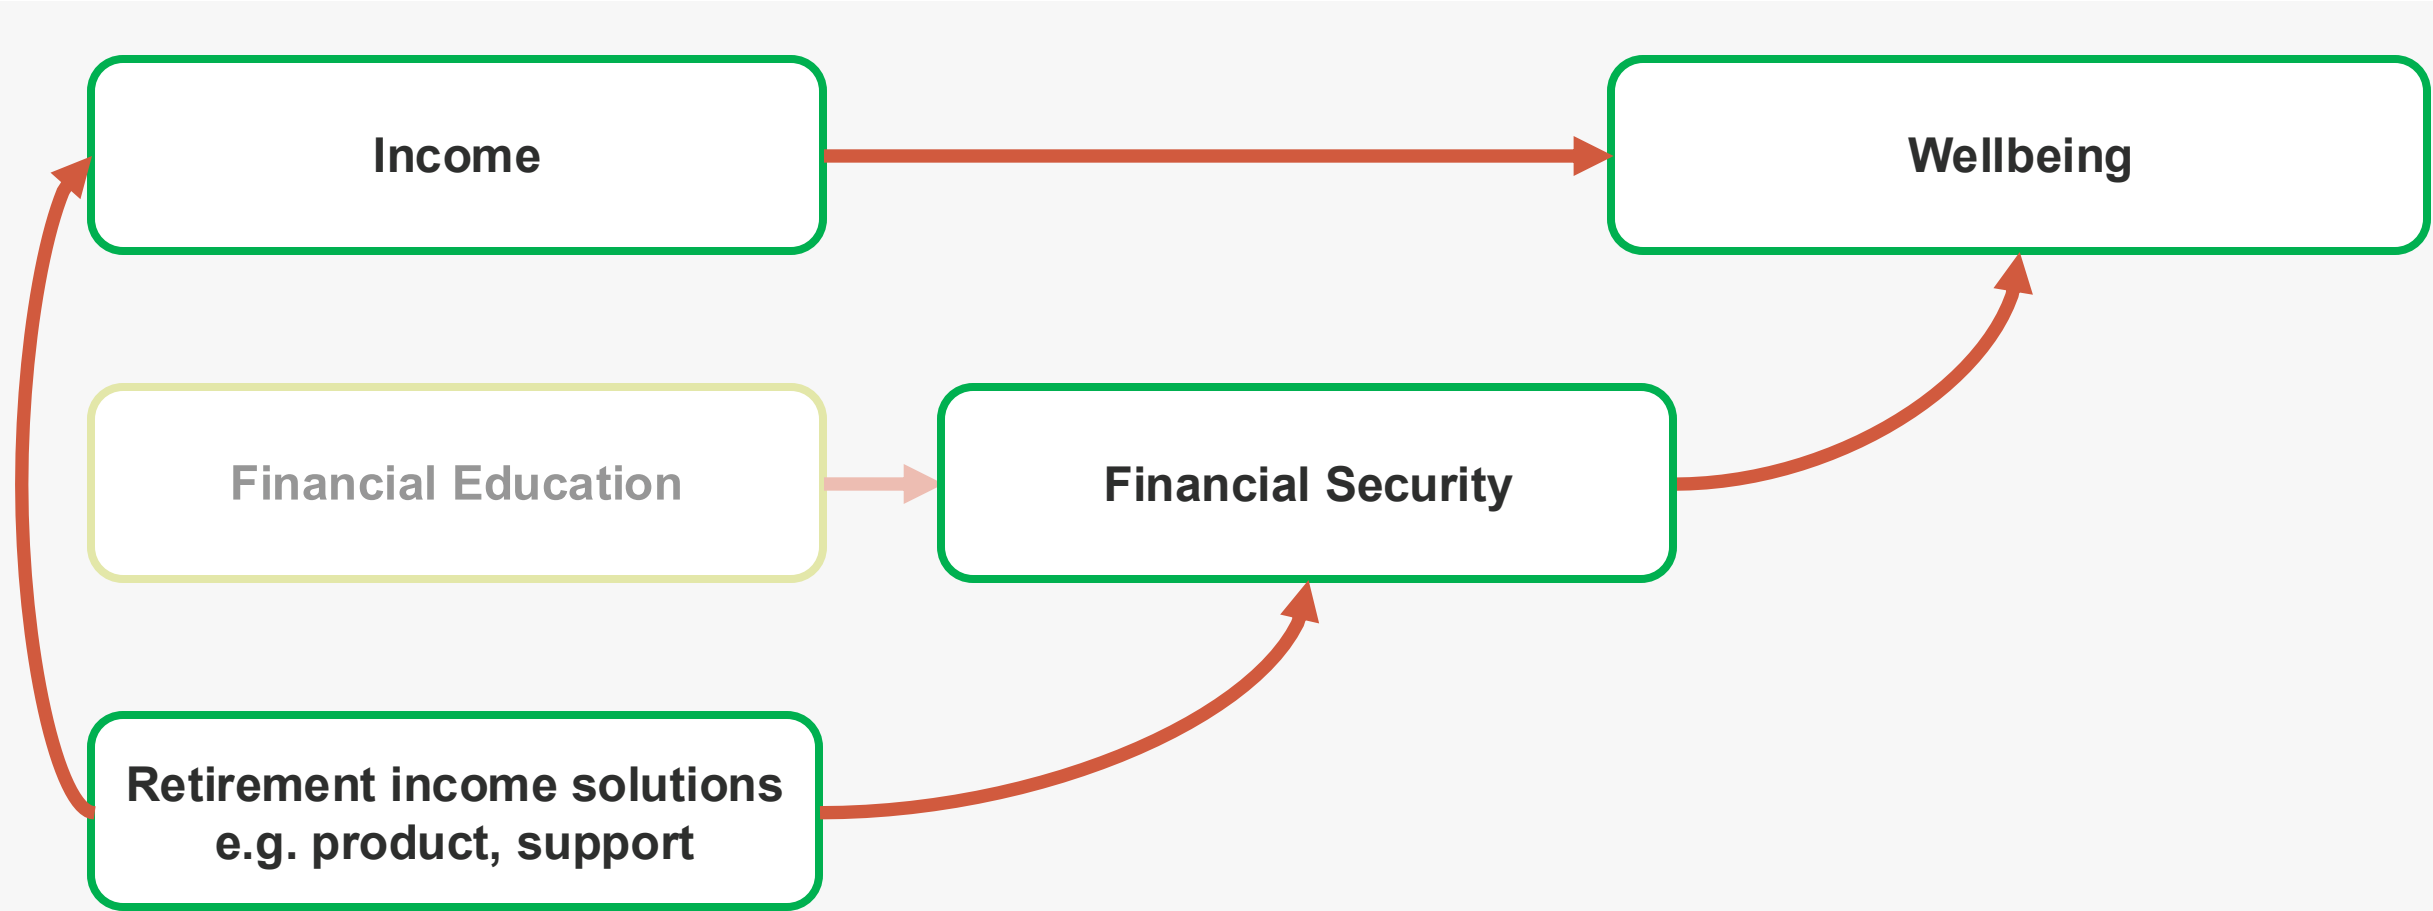 Income
Wellbeing
Financial Education
Financial Security
Retirement income solutions
e.g. product, support